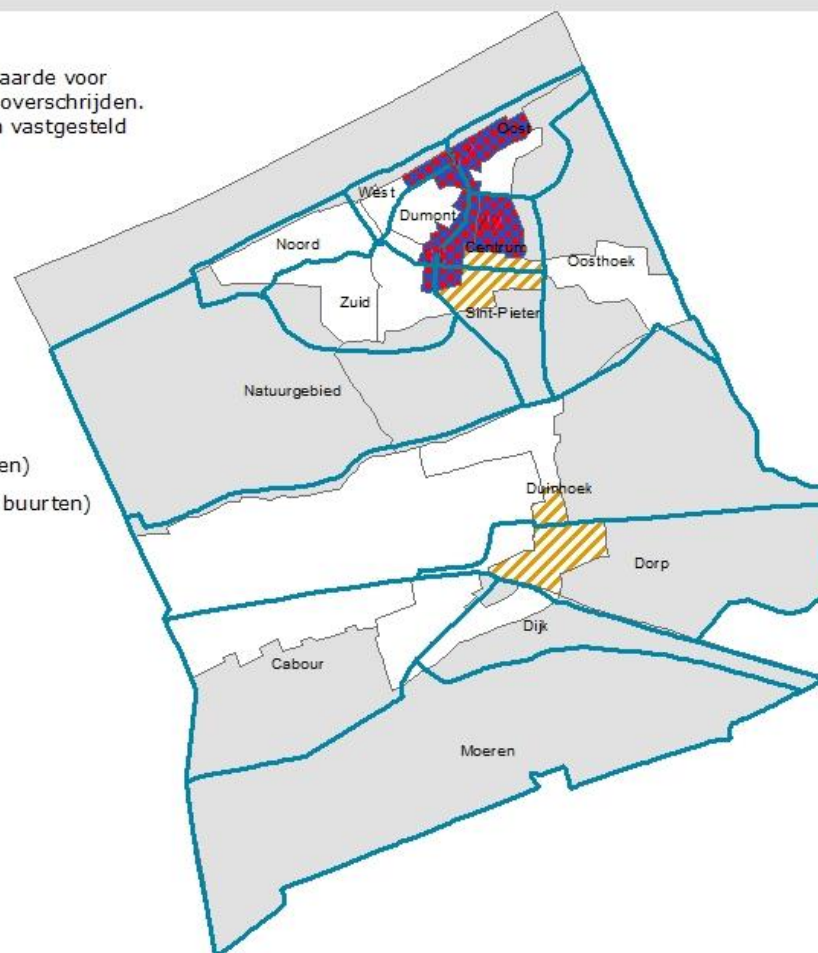 aarde voor
overschrijden.
vastgesteld
Oost
West
Dumont
Noord
Centrum
Oosthoek
Zuid
Sint-Pieter
Natuurgebied
en)
buurten)
Duinhoek
Dorp
Dijk
Cabour
Moeren